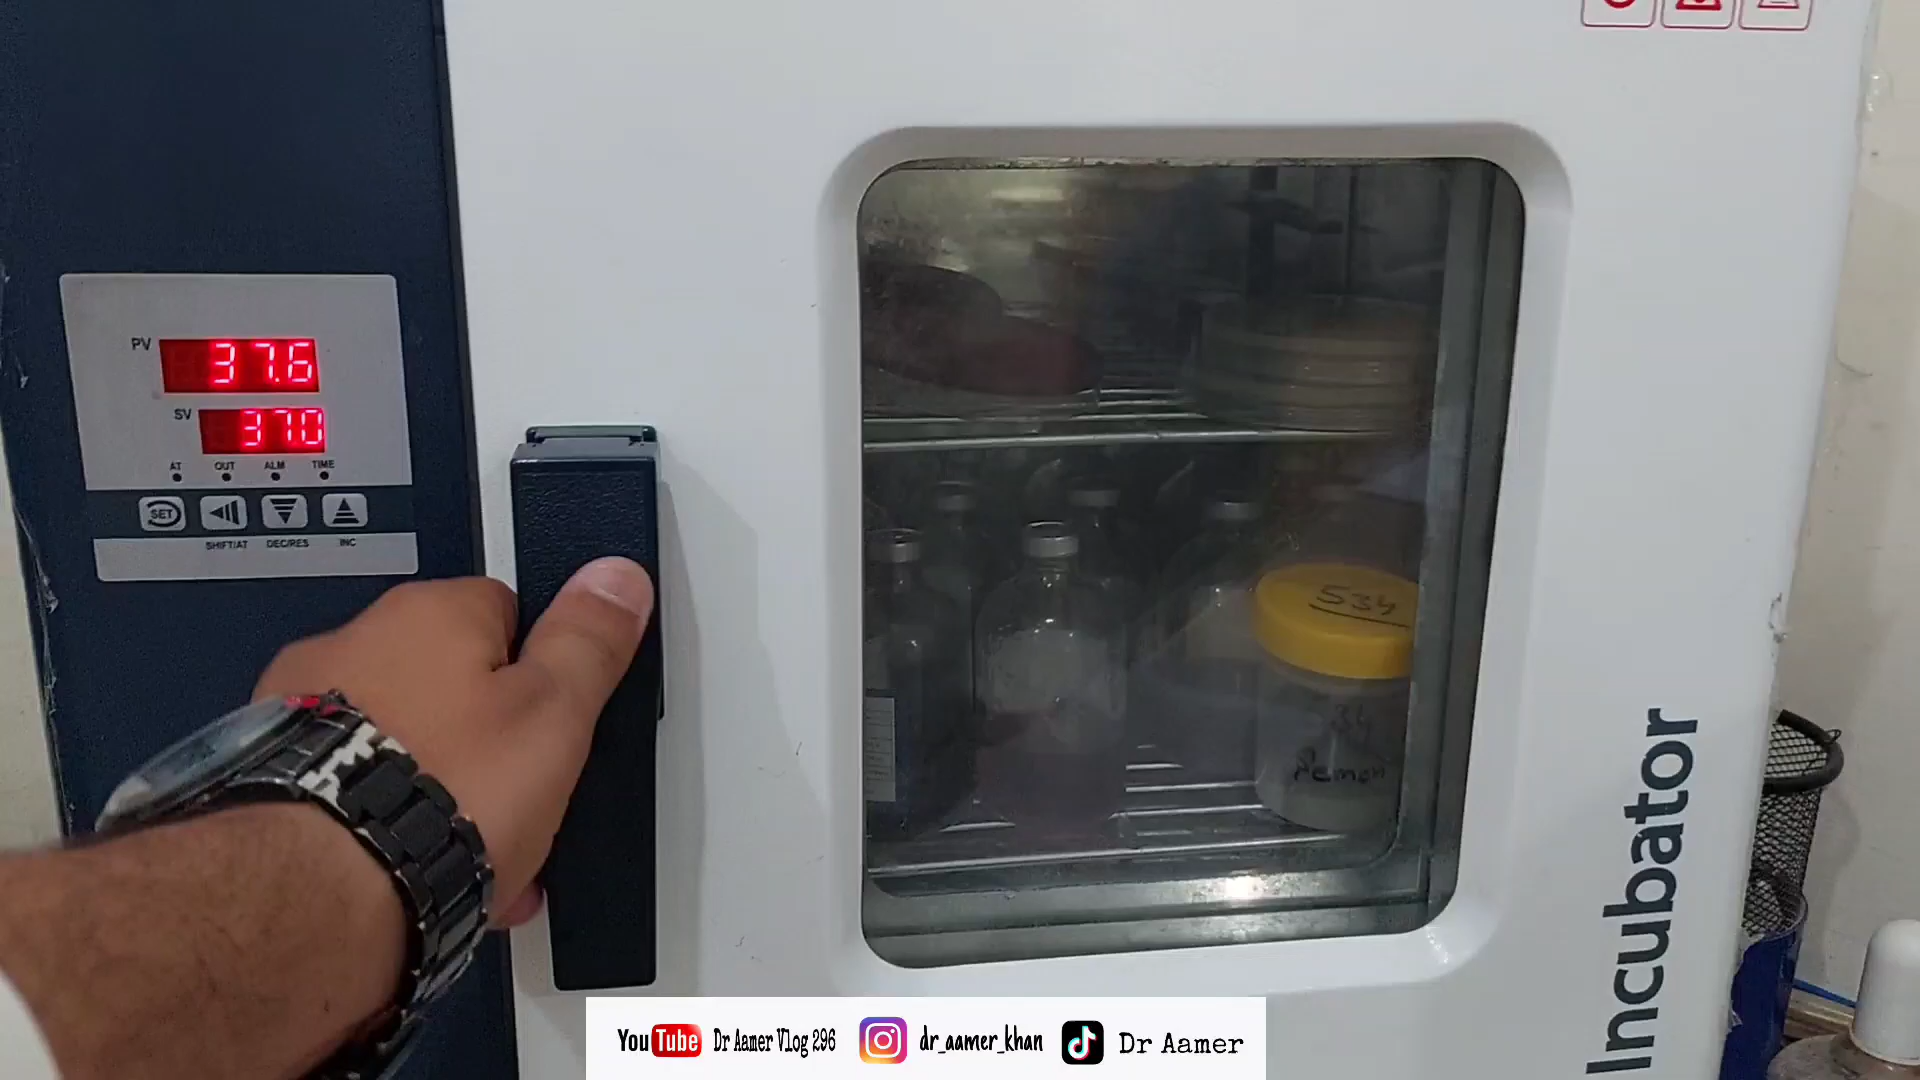 PV 37.6
SV 37.0
AT OUT ALM TIME
SET
SHIFT/AT DEC/RES INC
534
34
Incubator
YouTube Dr Aamer Vlog 296 dr_aamer_khan Dr Aamer